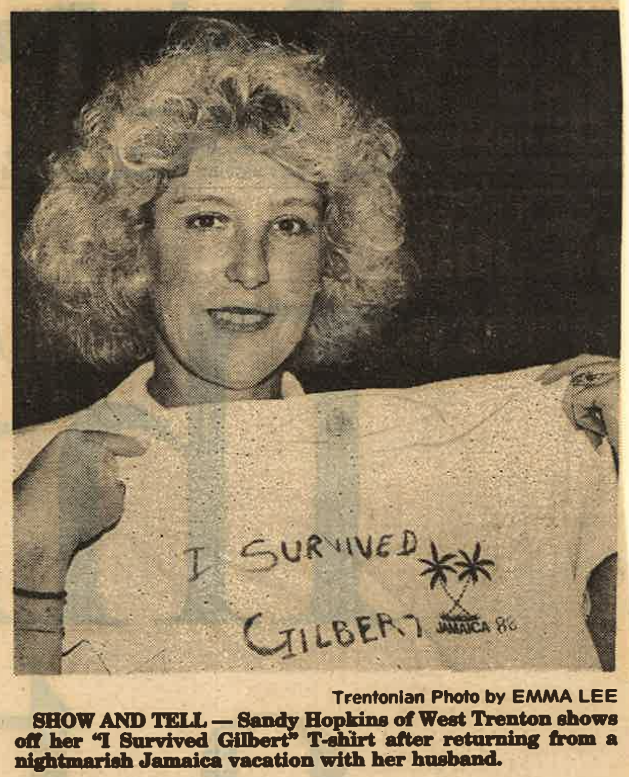 I SURVIVED
GILBERT
JAMAICA 88
Trentonian Photo by EMMA LEE
SHOW AND TELL — Sandy Hopkins of West Trenton shows
off her “I Survived Gilbert” T-shirt after returning from a
nightmarish Jamaica vacation with her husband.